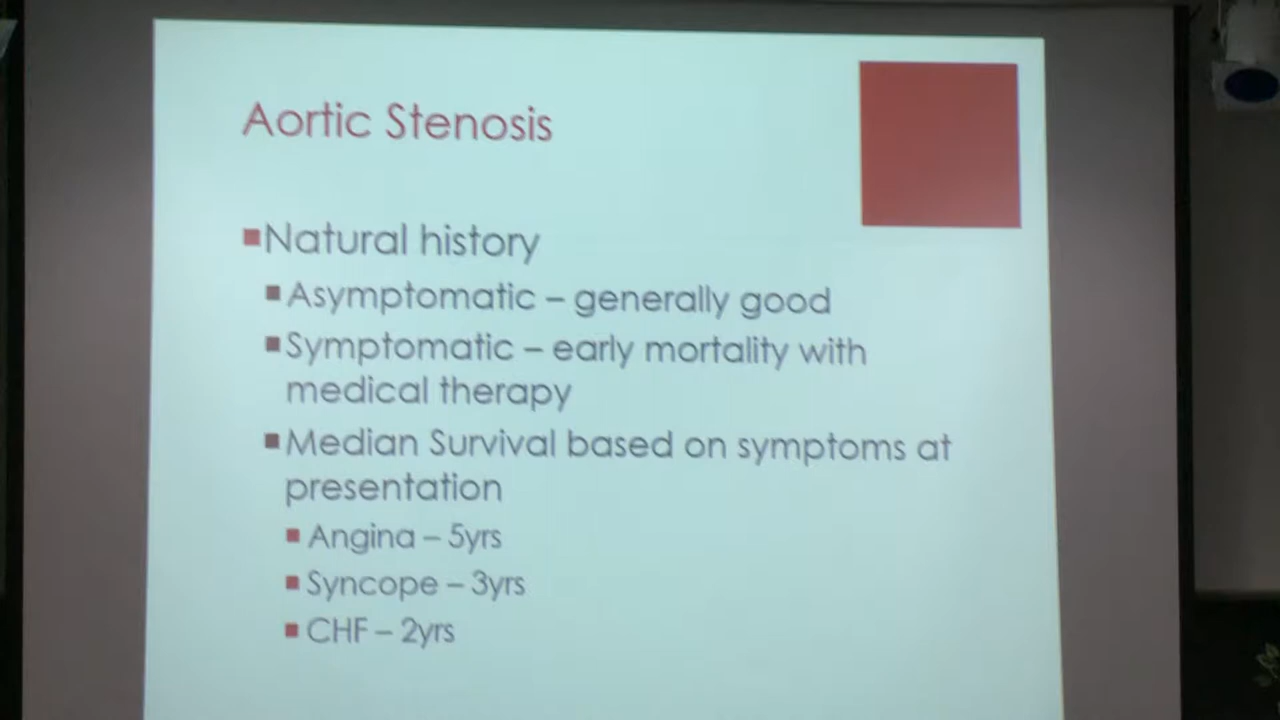 Aortic Stenosis
Natural history
Asymptomatic – generally good
Symptomatic – early mortality with
medical therapy
Median Survival based on symptoms at
presentation
Angina – 5yrs
Syncope – 3yrs
CHF – 2yrs